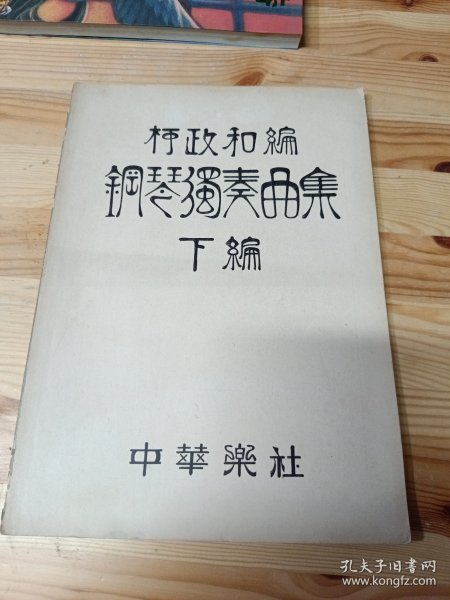 柯政和編
鋼琴獨奏曲集
下編
中華樂社
孔夫子旧书网
www.kongfz.com